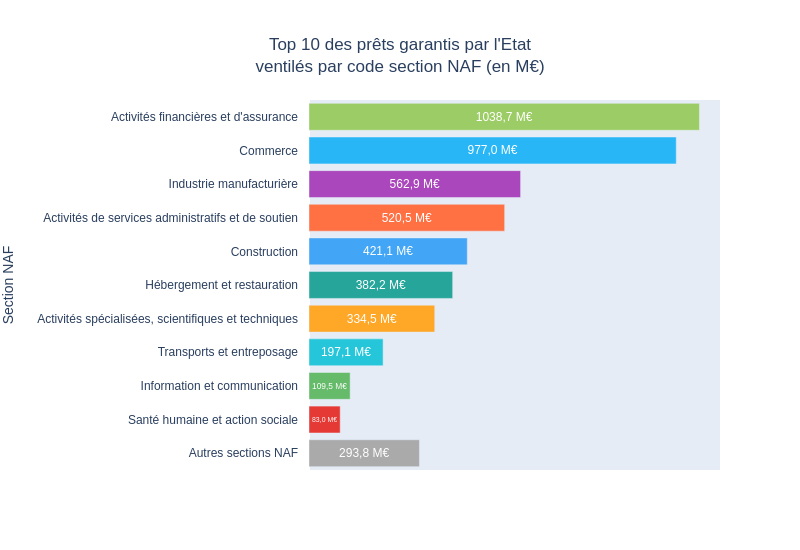 Top 10 des prêts garantis par l'Etat
ventilés par code section NAF (en M€)
Section NAF
Activités financières et d'assurance 1038,7 M€
Commerce 977,0 M€
Industrie manufacturière 562,9 M€
Activités de services administratifs et de soutien 520,5 M€
Construction 421,1 M€
Hébergement et restauration 382,2 M€
Activités spécialisées, scientifiques et techniques 334,5 M€
Transports et entreposage 197,1 M€
Information et communication 109,5 M€
Santé humaine et action sociale 83,0 M€
Autres sections NAF 293,8 M€